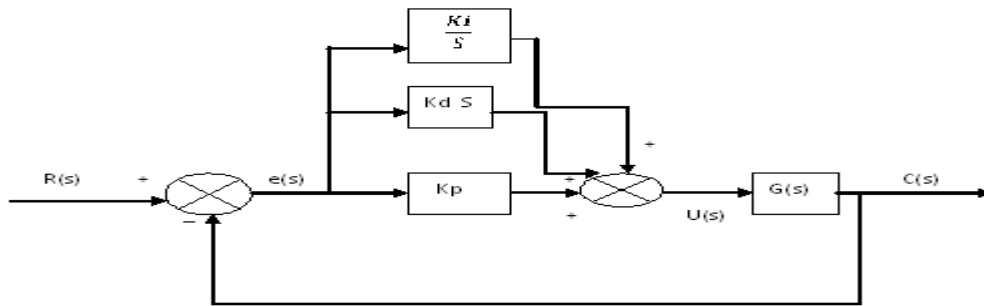 Ki
S
Kd S
+
R(s) + e(s) Kp + G(s) C(s)
− + U(s)